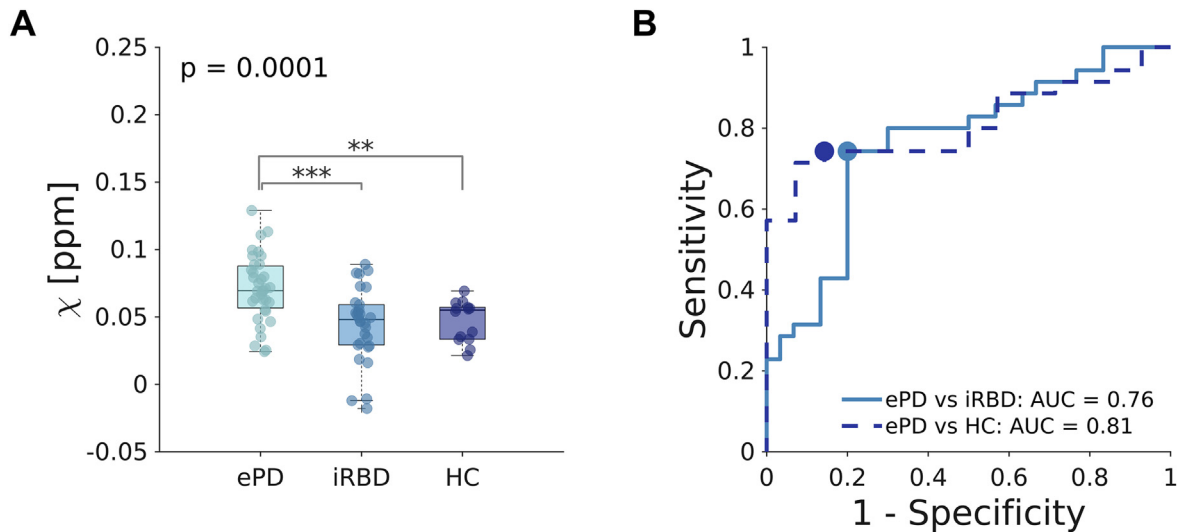 A
p = 0.0001
**
***
0.25
0.2
0.15
0.1
0.05
0
-0.05
χ [ppm]
ePD iRBD HC
B
1
0.8
0.6
0.4
0.2
0
Sensitivity
ePD vs iRBD: AUC = 0.76
ePD vs HC: AUC = 0.81
0 0.2 0.4 0.6 0.8 1
1 - Specificity